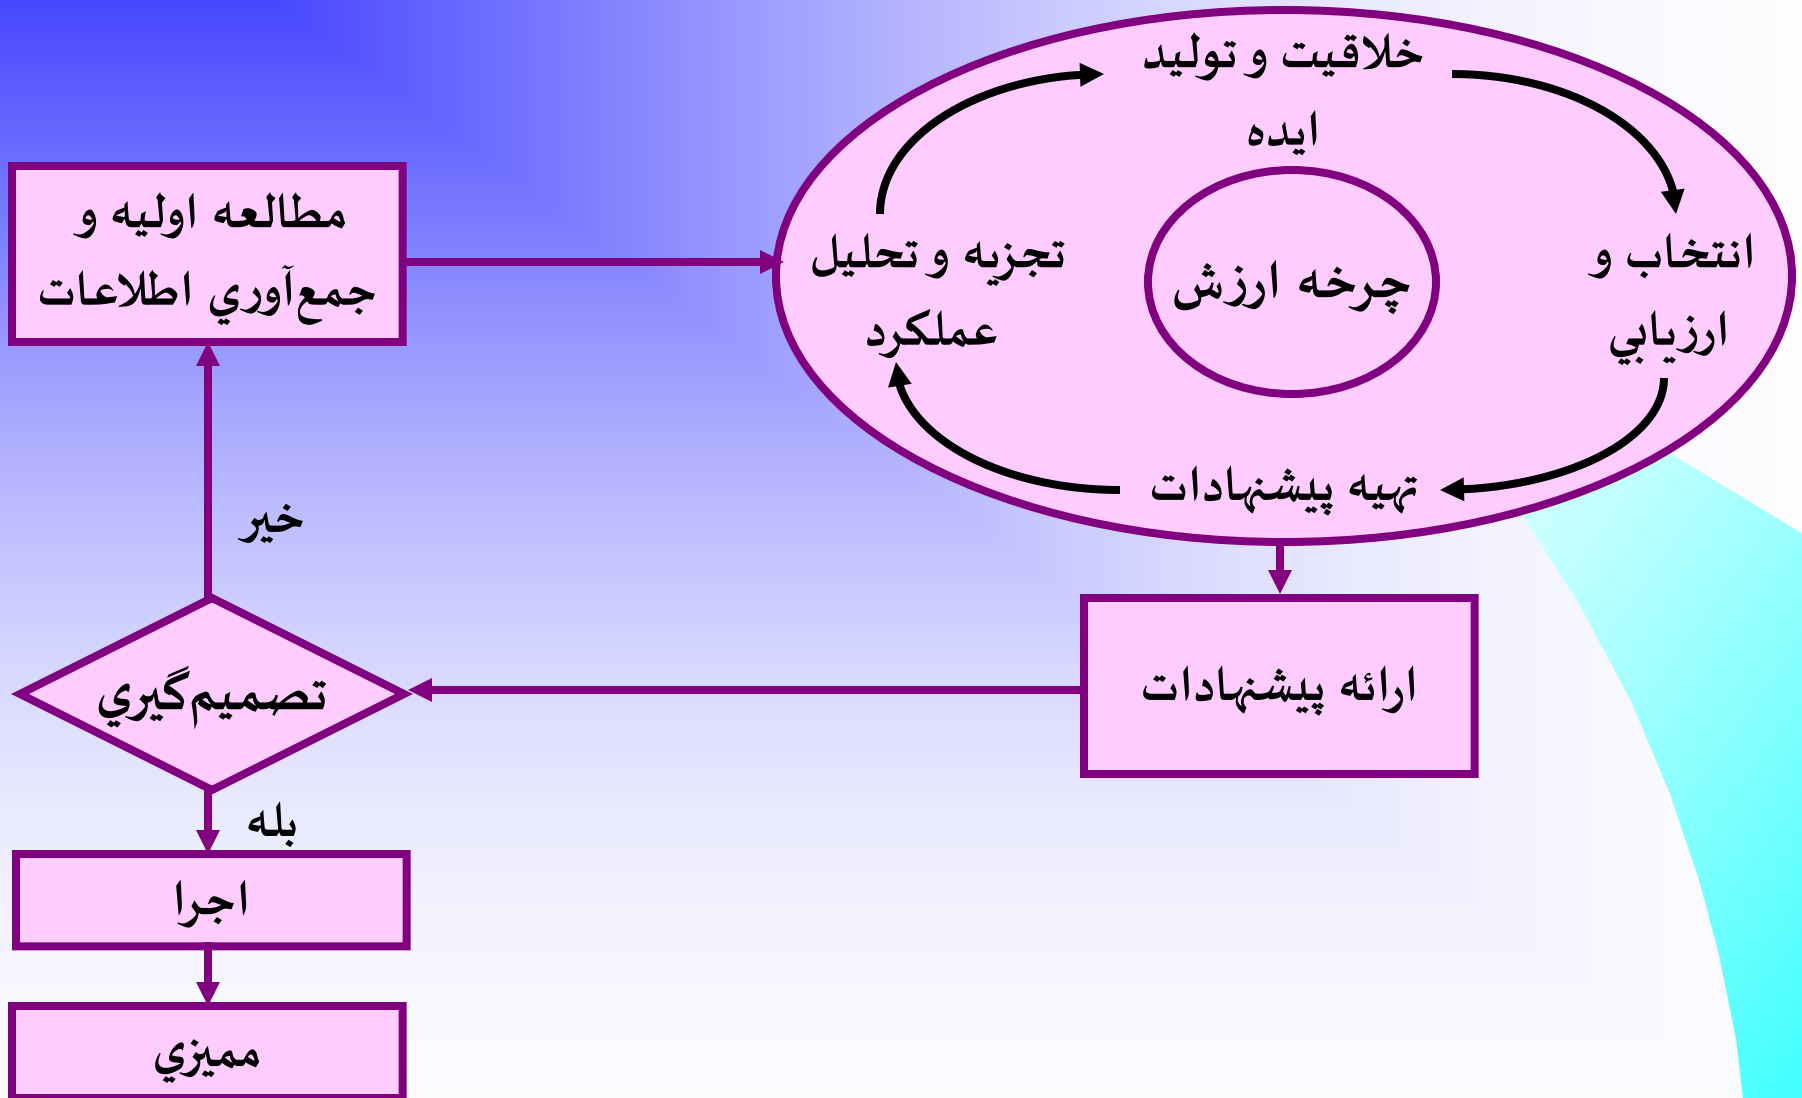 خلاقيت و توليد
ايده
مطالعه اوليه و
جمع‌آوري اطلاعات
تجزيه و تحليل
عملكرد
چرخه ارزش
انتخاب و
ارزيابي
تهيه پيشنهادات
خير
ارائه پيشنهادات
تصميم‌گيري
بله
اجرا
مميزي